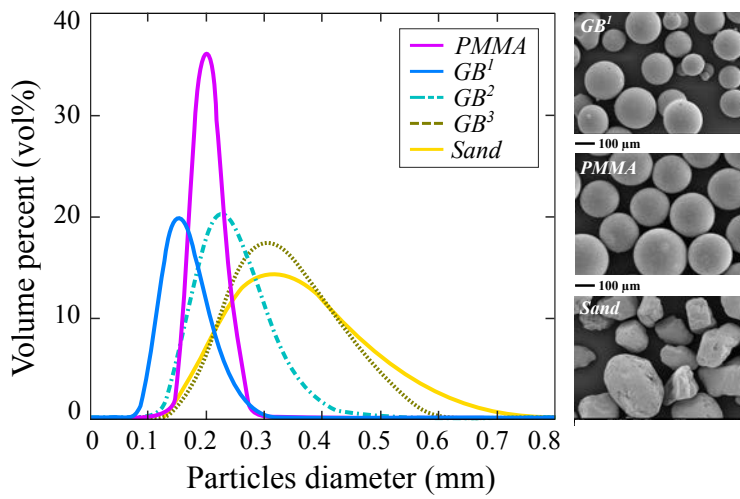 40
30
20
10
0
Volume percent (vol%)
0 0.1 0.2 0.3 0.4 0.5 0.6 0.7 0.8
Particles diameter (mm)
PMMA
GB¹
GB²
GB³
Sand
GB¹
100 µm
PMMA
100 µm
Sand